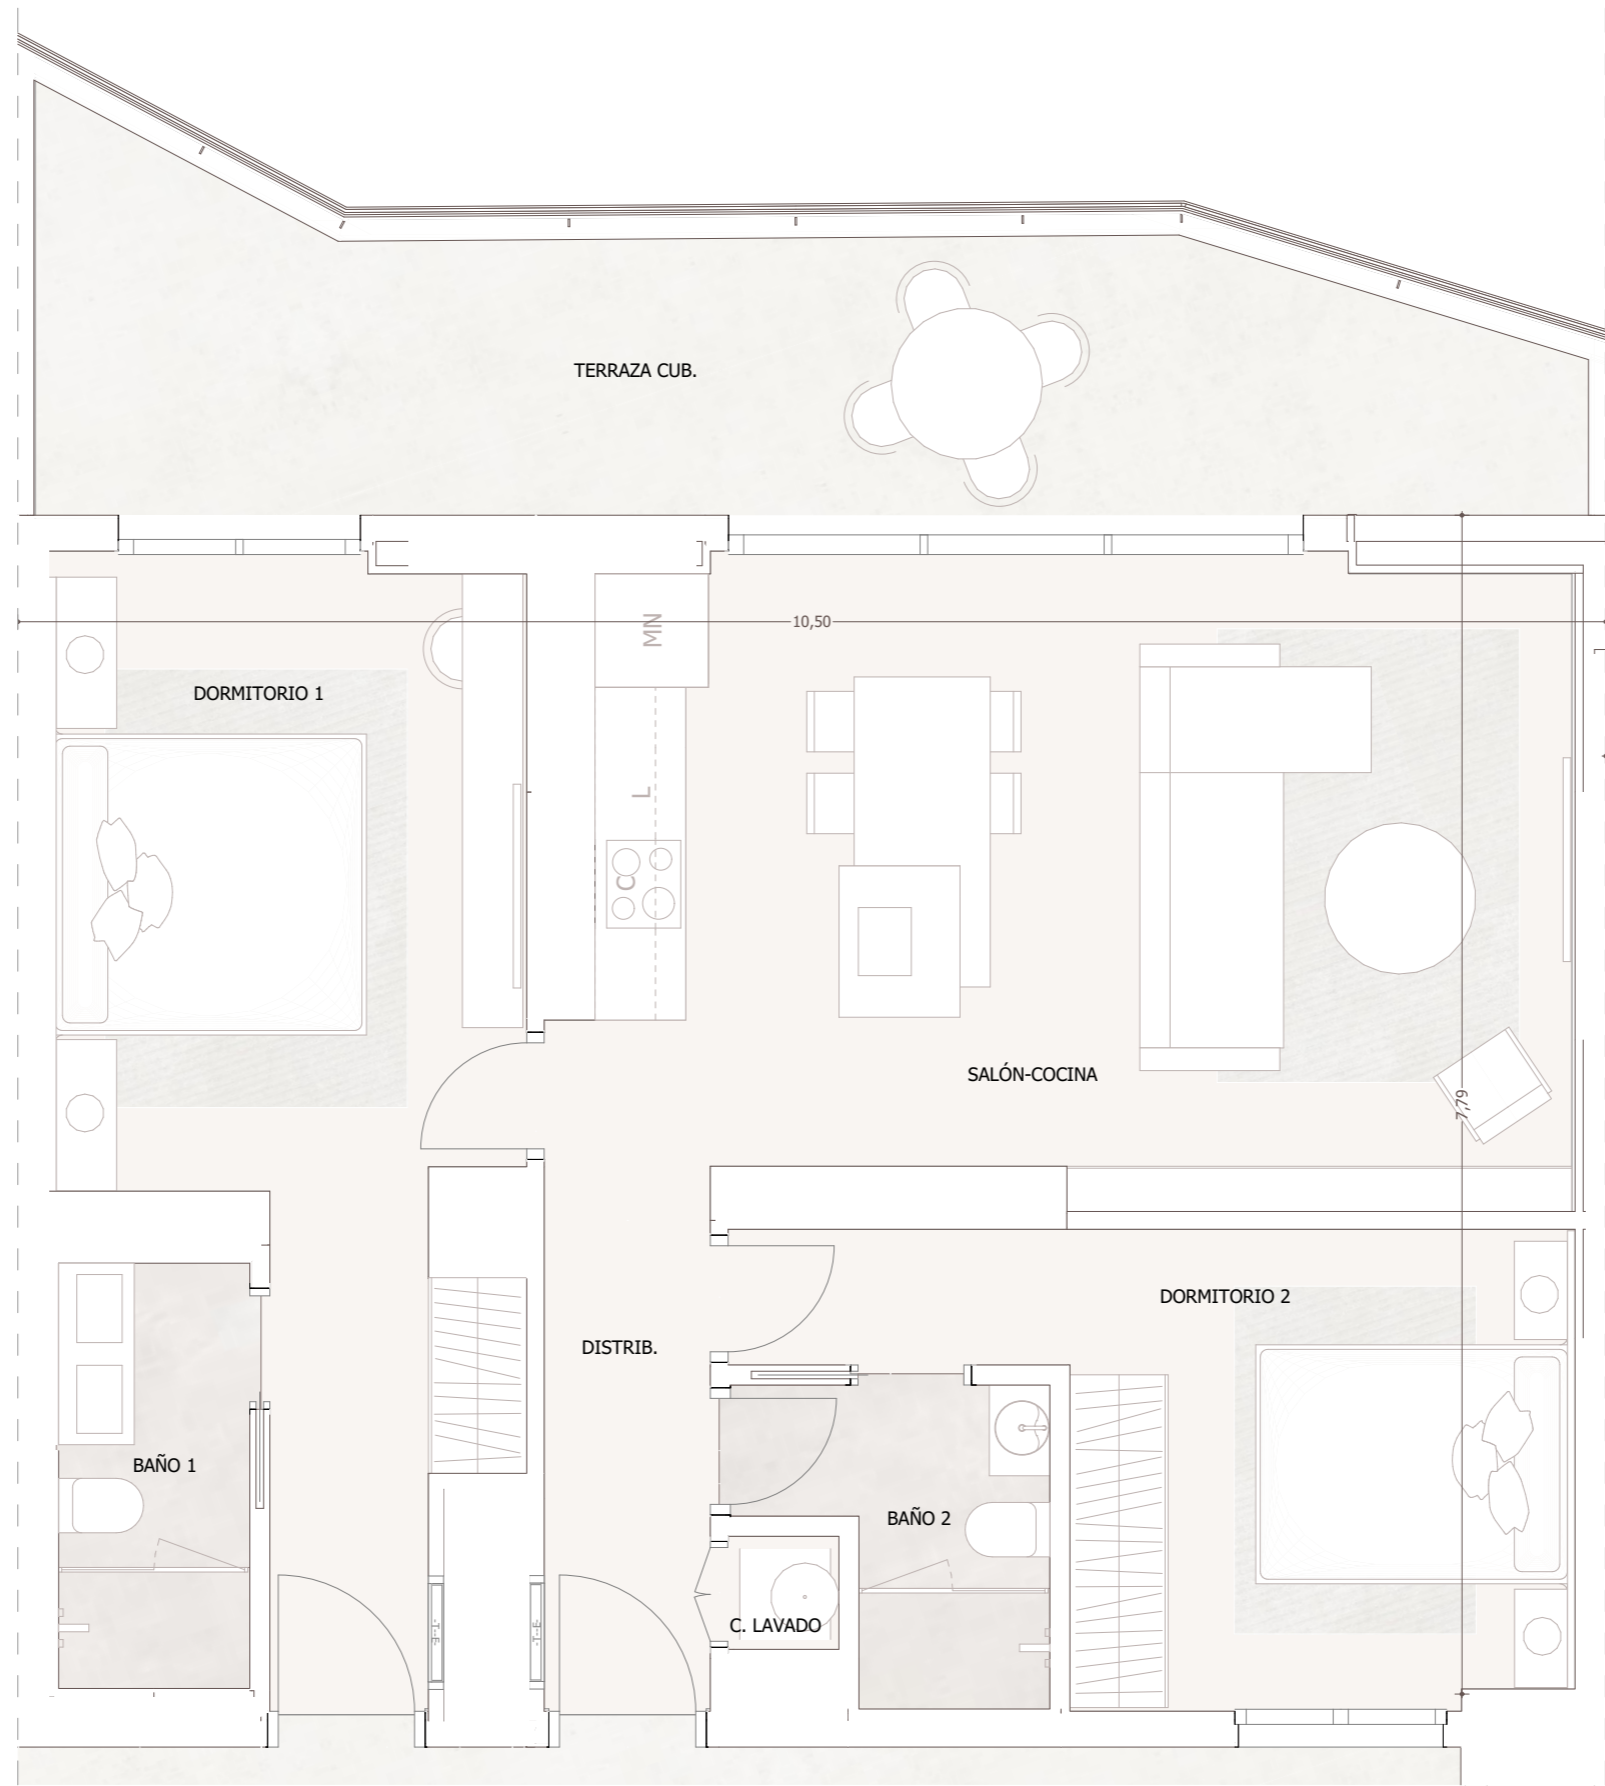 TERRAZA CUB.
10,50
MN
DORMITORIO 1
L
C
SALÓN-COCINA
7,79
DORMITORIO 2
DISTRIB.
BAÑO 1
BAÑO 2
C. LAVADO
-T-E-
-T-E-